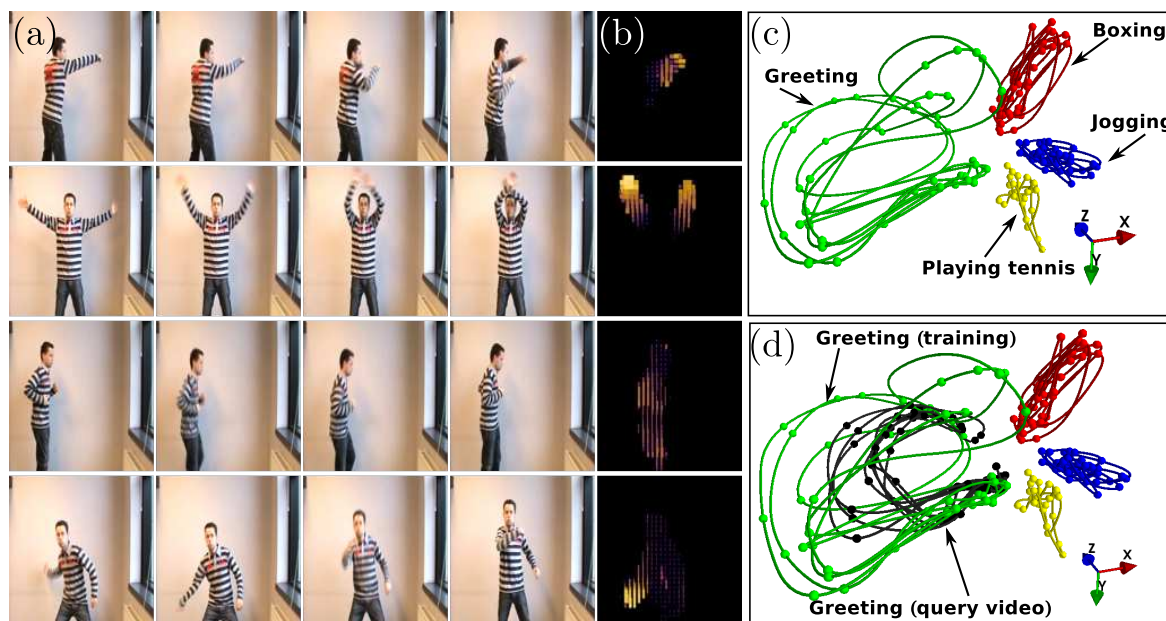 (a)
(b)
(c)
Boxing
Greeting
Jogging
Z
X
Y
Playing tennis
(d)
Greeting (training)
Z
X
Y
Greeting (query video)